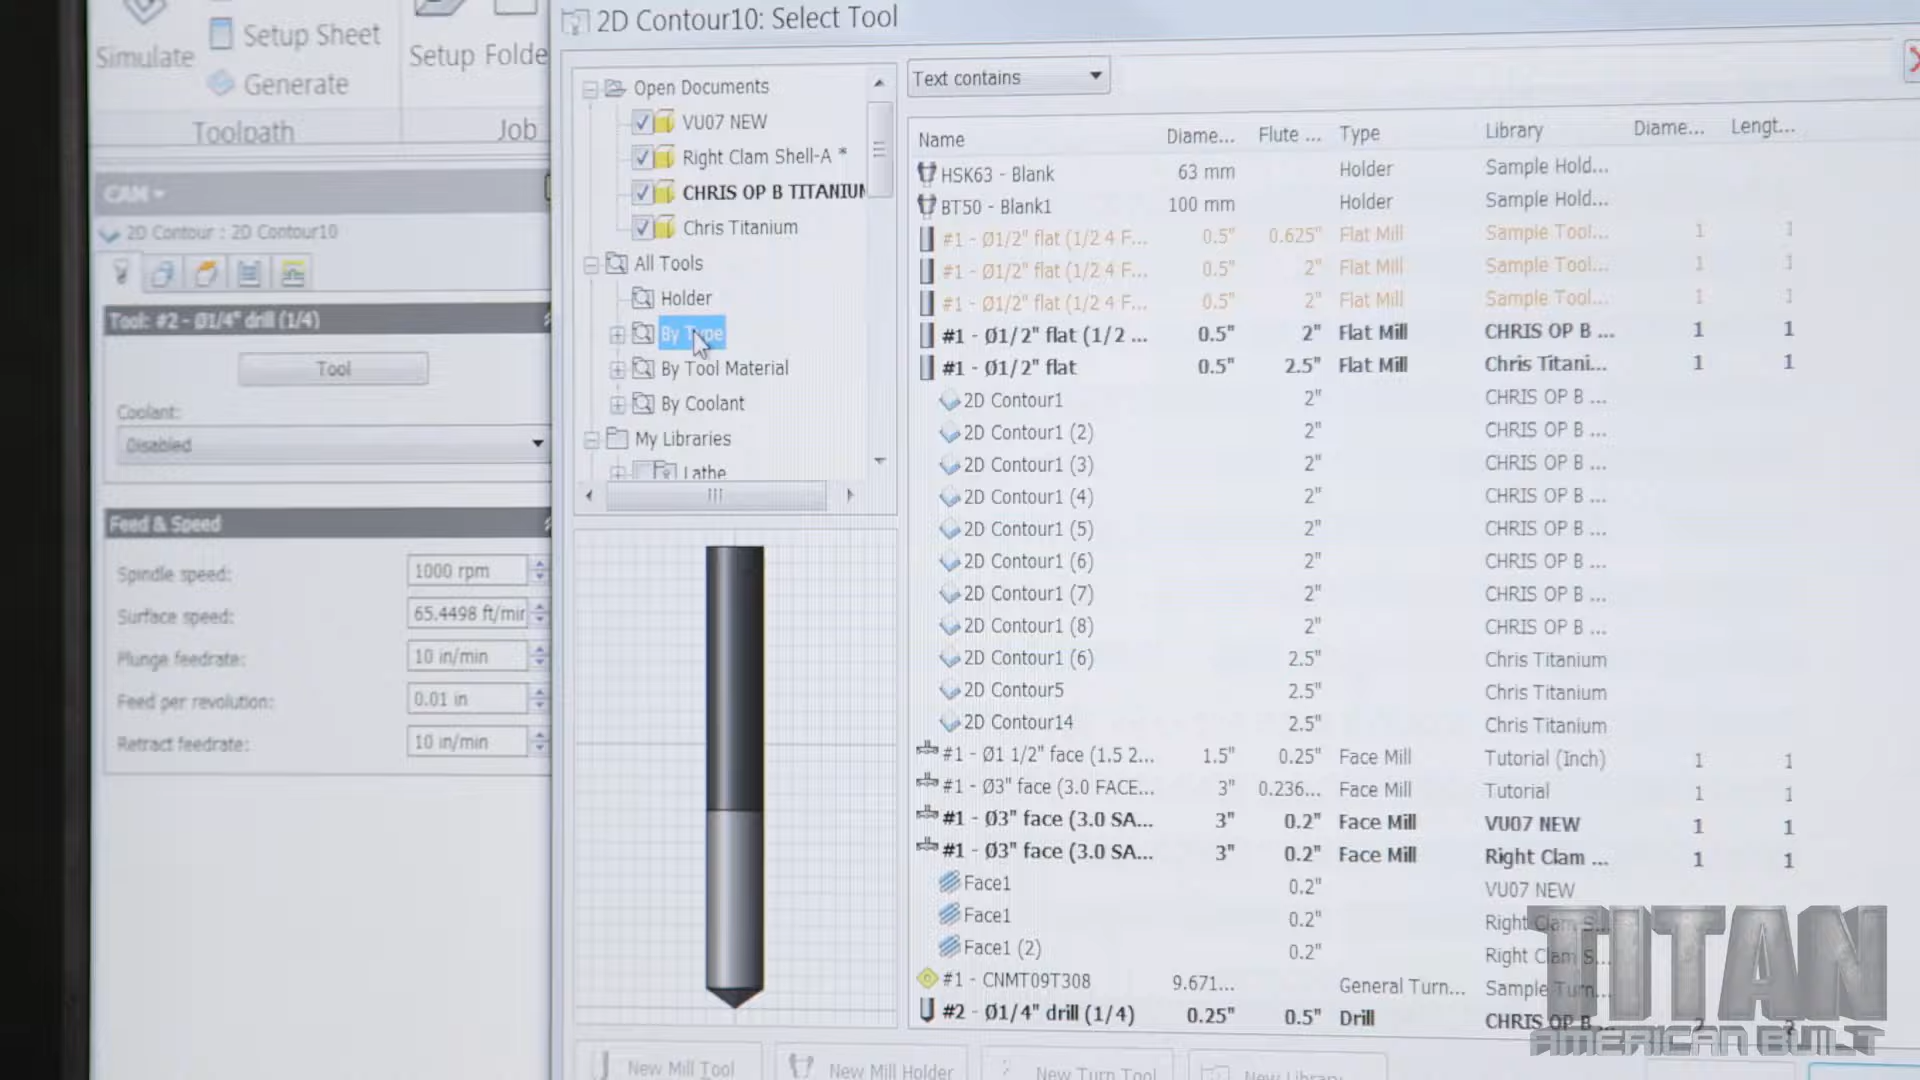 Simulate
Setup Sheet
Generate
Toolpath
Setup Folde
Job
CAM
2D Contour : 2D Contour10
Tool: #2 - Ø1/4" drill (1/4)
Tool
Coolant:
Disabled
Feed & Speed
Spindle speed: 1000 rpm
Surface speed: 65.4498 ft/min
Plunge feedrate: 10 in/min
Feed per revolution: 0.01 in
Retract feedrate: 10 in/min
2D Contour10: Select Tool
Open Documents
VU07 NEW
Right Clam Shell-A *
CHRIS OP B TITANIUM
Chris Titanium
All Tools
Holder
By Type
By Tool Material
By Coolant
My Libraries
Lathe
Text contains
Name Diame... Flute ... Type Library Diame... Lengt...
HSK63 - Blank 63 mm Holder Sample Hold...
BT50 - Blank1 100 mm Holder Sample Hold...
#1 - Ø1/2" flat (1/2 4 F... 0.5" 0.625" Flat Mill Sample Tool... 1 1
#1 - Ø1/2" flat (1/2 4 F... 0.5" 2" Flat Mill Sample Tool... 1 1
#1 - Ø1/2" flat (1/2 4 F... 0.5" 2" Flat Mill Sample Tool... 1 1
#1 - Ø1/2" flat (1/2 ... 0.5" 2" Flat Mill CHRIS OP B ... 1 1
#1 - Ø1/2" flat 0.5" 2.5" Flat Mill Chris Titani... 1 1
2D Contour1 2" CHRIS OP B ...
2D Contour1 (2) 2" CHRIS OP B ...
2D Contour1 (3) 2" CHRIS OP B ...
2D Contour1 (4) 2" CHRIS OP B ...
2D Contour1 (5) 2" CHRIS OP B ...
2D Contour1 (6) 2" CHRIS OP B ...
2D Contour1 (7) 2" CHRIS OP B ...
2D Contour1 (8) 2" CHRIS OP B ...
2D Contour1 (6) 2.5" Chris Titanium
2D Contour5 2.5" Chris Titanium
2D Contour14 2.5" Chris Titanium
#1 - Ø1 1/2" face (1.5 2... 1.5" 0.25" Face Mill Tutorial (Inch) 1 1
#1 - Ø3" face (3.0 FACE... 3" 0.236... Face Mill Tutorial 1 1
#1 - Ø3" face (3.0 SA... 3" 0.2" Face Mill VU07 NEW 1 1
#1 - Ø3" face (3.0 SA... 3" 0.2" Face Mill Right Clam ... 1 1
Face1 0.2" VU07 NEW
Face1 0.2" Right Clam S...
Face1 (2) 0.2" Right Clam S...
#1 - CNMT09T308 9.671... General Turn... Sample Turn...
#2 - Ø1/4" drill (1/4) 0.25" 0.5" Drill CHRIS OP B... 2 2
New Mill Tool
New Mill Holder
New Turn Tool
New Library
TITAN
AMERICAN BUILT